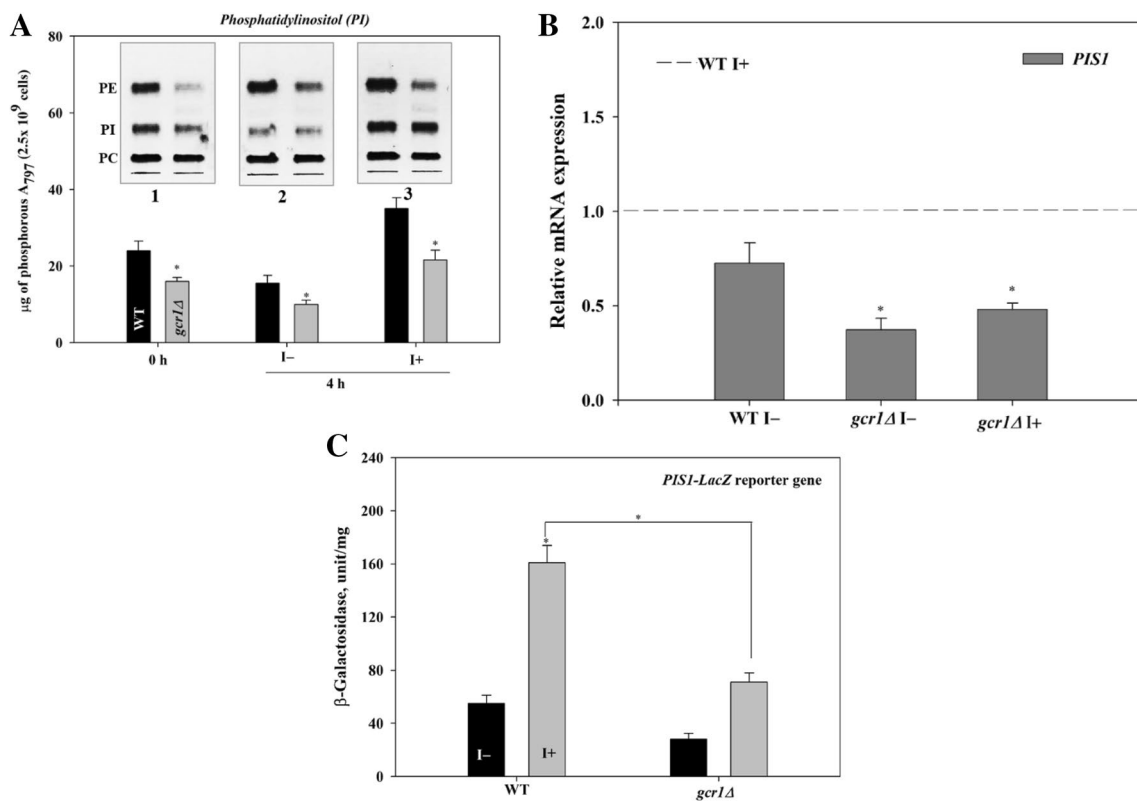 A
Phosphatidylinositol (PI)
µg of phosphorous A797 (2.5x 10^9 cells)
80
60
40
20
0
PE
PI
PC
1
2
3
*
*
*
WT
gcr1Δ
0 h
I–
I+
4 h
B
Relative mRNA expression
2.0
1.5
1.0
0.5
0.0
WT I+
PIS1
*
*
WT I–
gcr1Δ I–
gcr1Δ I+
C
β-Galactosidase, unit/mg
240
200
160
120
80
40
0
PIS1-LacZ reporter gene
*
*
I–
I+
WT
gcr1Δ